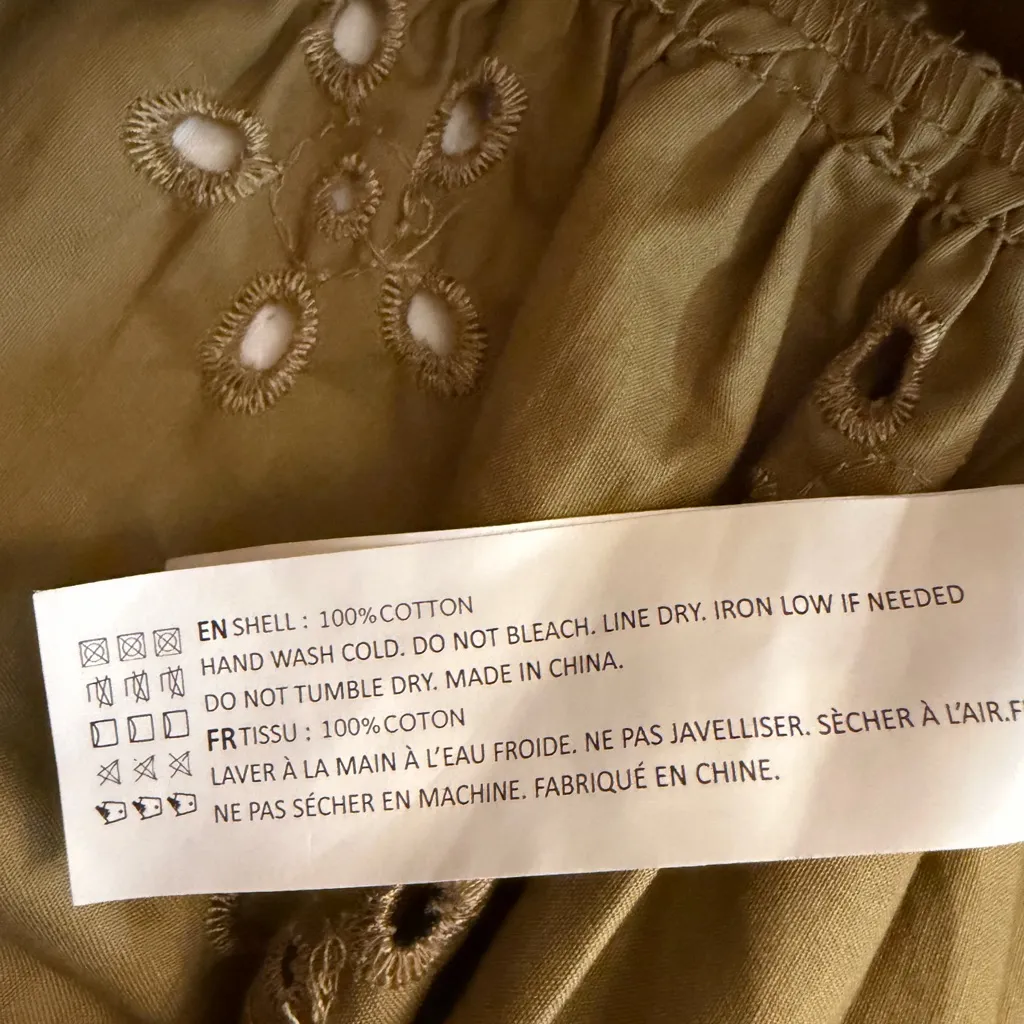 EN SHELL : 100%COTTON
HAND WASH COLD. DO NOT BLEACH. LINE DRY. IRON LOW IF NEEDED
DO NOT TUMBLE DRY. MADE IN CHINA.
FR TISSU : 100%COTON
LAVER À LA MAIN À L'EAU FROIDE. NE PAS JAVELLISER. SÈCHER À L'AIR.
NE PAS SÉCHER EN MACHINE. FABRIQUÉ EN CHINE.